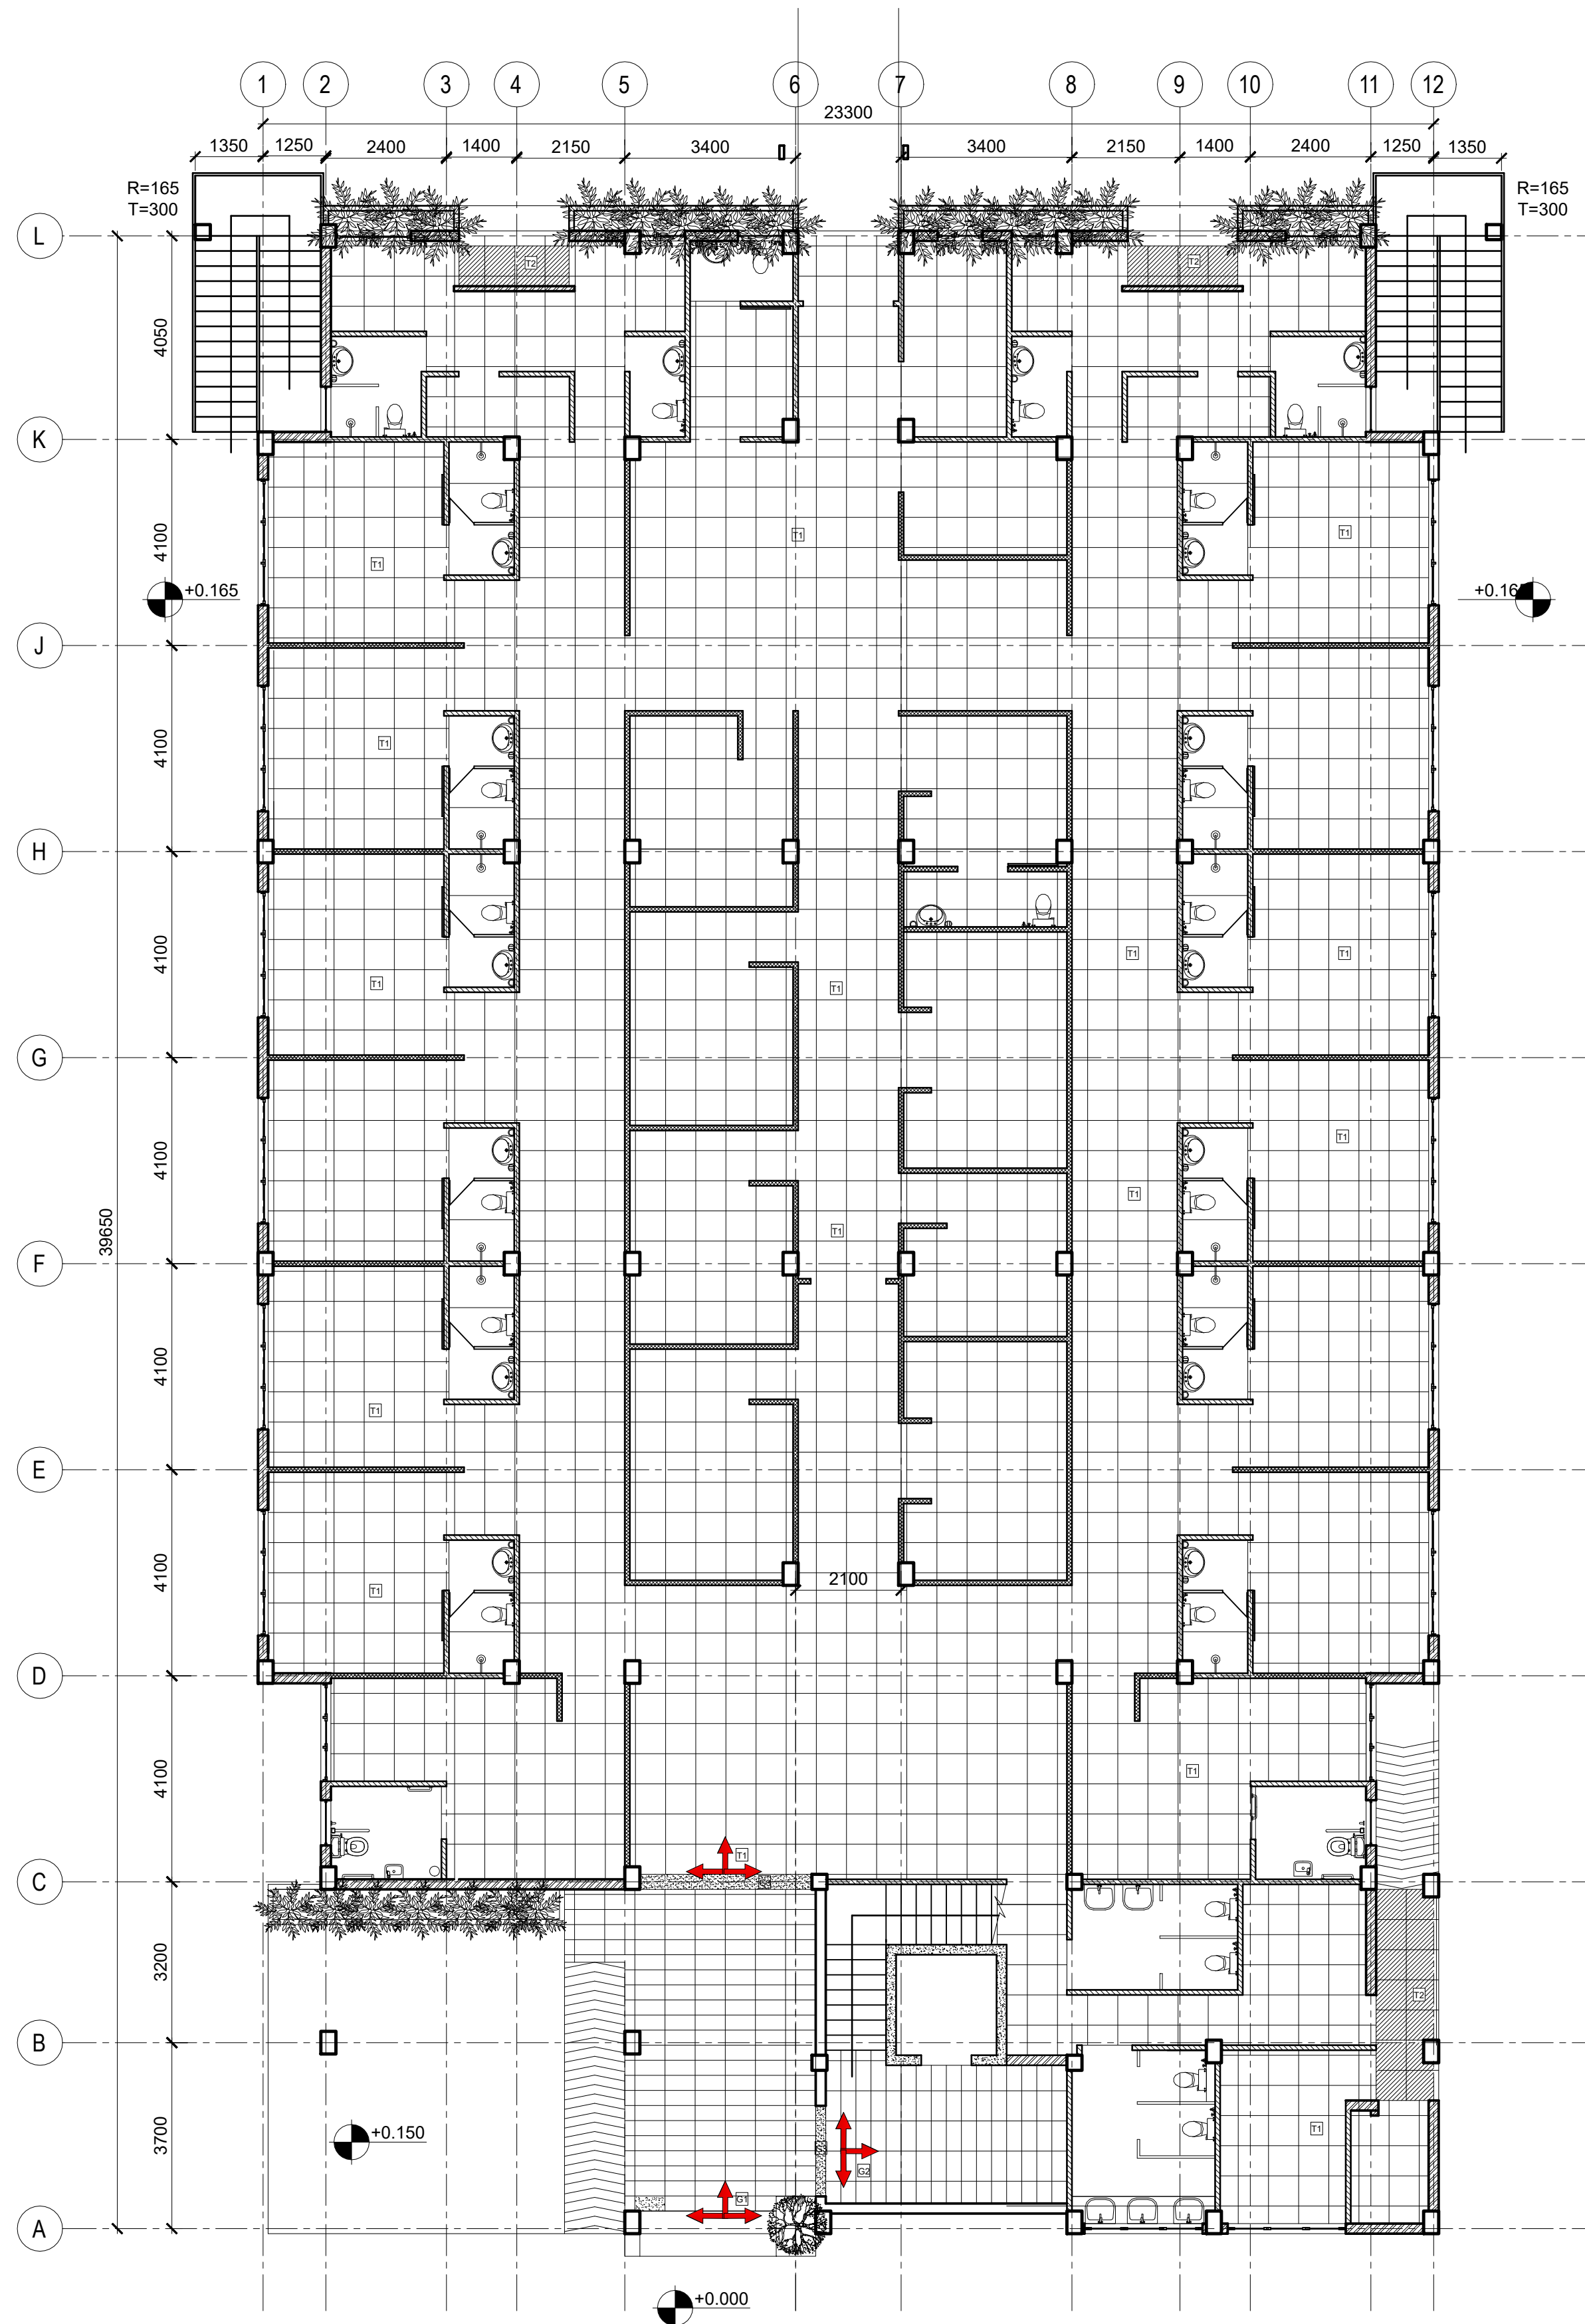 1 2 3 4 5 6 7 8 9 10 11 12
23300
1350 1250 2400 1400 2150 3400 3400 2150 1400 2400 1250 1350
R=165
T=300
R=165
T=300
L
T2
T2
4050
K
T1
T1
4100
T1
+0.165
+0.16
J
T1
4100
H
T1
T1
4100
T1
T1
G
T1
4100
T1
T1
39650
F
4100
T1
E
4100
2100
T1
D
T1
4100
T1
C
3200
T2
B
3700
T1
+0.150
G2
G1
A
+0.000